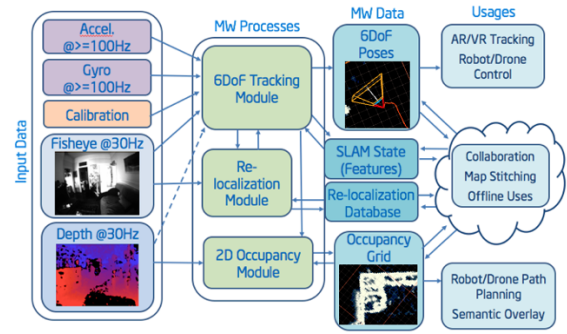 MW Processes
MW Data
Usages
Input Data
Accel.
@>=100Hz
Gyro
@>=100Hz
Calibration
Fisheye @30Hz
Depth @30Hz
6DoF Tracking
Module
Re-
localization
Module
2D Occupancy
Module
6DoF
Poses
SLAM State
(Features)
Re-localization
Database
Occupancy
Grid
AR/VR Tracking
Robot/Drone
Control
Collaboration
Map Stitching
Offline Uses
Robot/Drone Path
Planning
Semantic Overlay